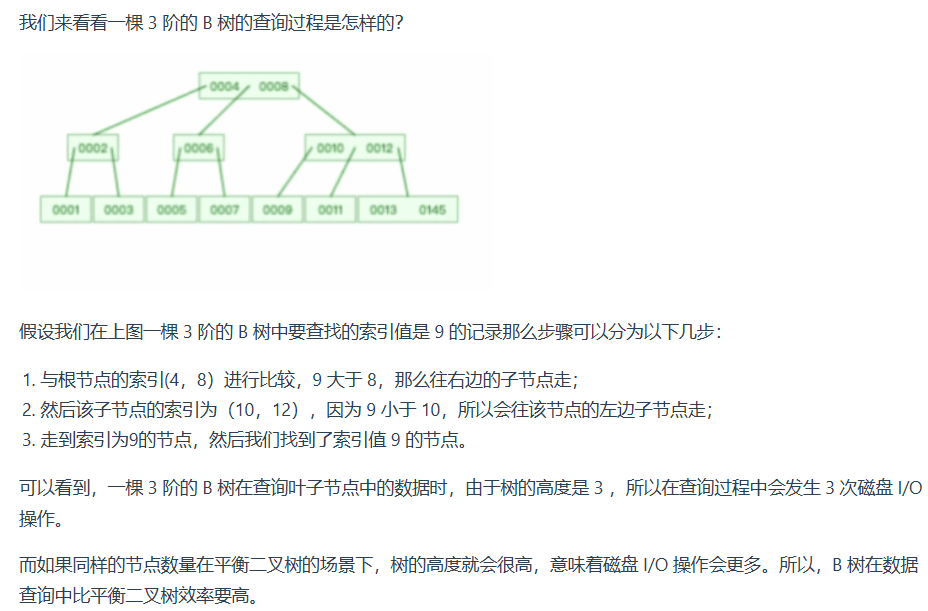 我们来看看一棵 3 阶的 B 树的查询过程是怎样的?
0004 0008
0002 0006 0010 0012
0001 0003 0005 0007 0009 0011 0013 0145
假设我们在上图一棵 3 阶的 B 树中要查找的索引值是 9 的记录那么步骤可以分为以下几步:
1. 与根节点的索引(4，8）进行比较，9 大于 8，那么往右边的子节点走;
2. 然后该子节点的索引为（10，12），因为 9 小于 10，所以会往该节点的左边子节点走;
3. 走到索引为9的节点，然后我们找到了索引值 9 的节点。
可以看到，一棵 3 阶的 B 树在查询叶子节点中的数据时，由于树的高度是 3 ，所以在查询过程中会发生 3 次磁盘 I/O
操作。
而如果同样的节点数量在平衡二叉树的场景下，树的高度就会很高，意味着磁盘 I/O 操作会更多。所以，B 树在数据
查询中比平衡二叉树效率要高。